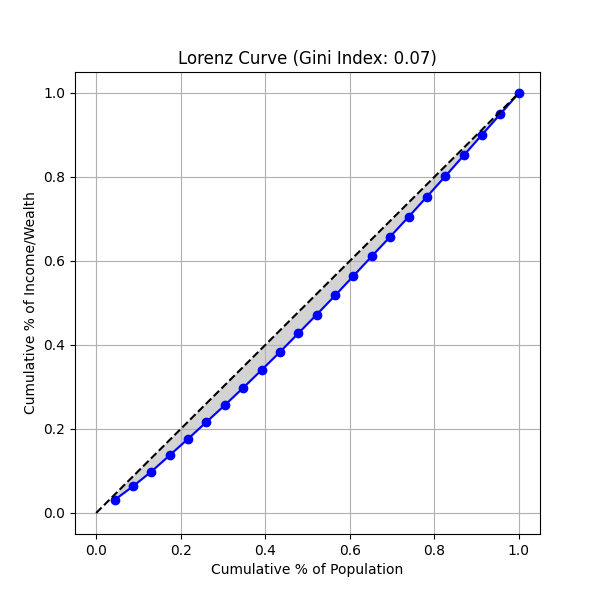 Lorenz Curve (Gini Index: 0.07)
1.0
0.8
0.6
0.4
0.2
0.0
Cumulative % of Income/Wealth
0.0 0.2 0.4 0.6 0.8 1.0
Cumulative % of Population